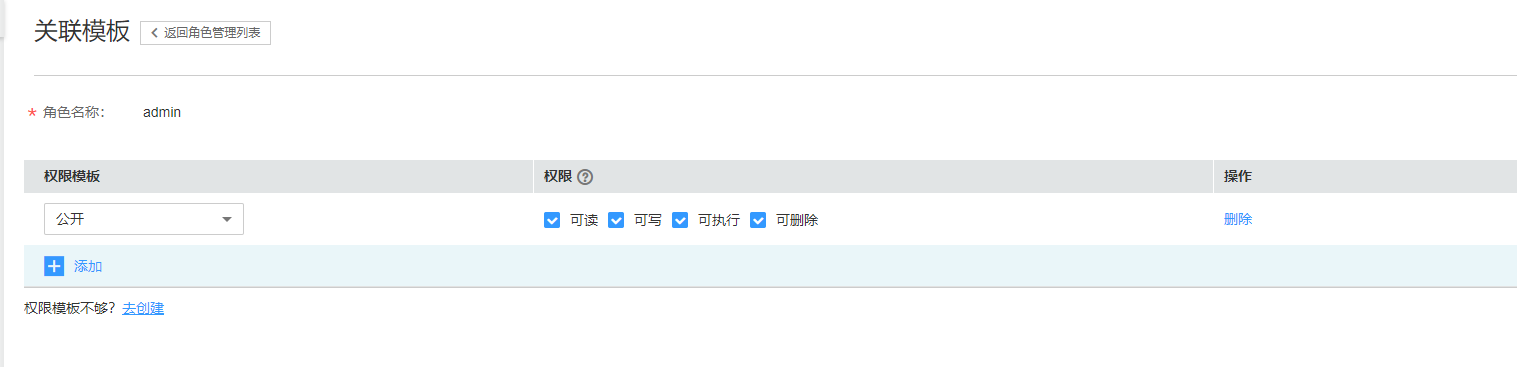 关联模板 返回角色管理列表
* 角色名称: admin
权限模板 权限 ? 操作
公开 可读 可写 可执行 可删除 删除
添加
权限模板不够? 去创建